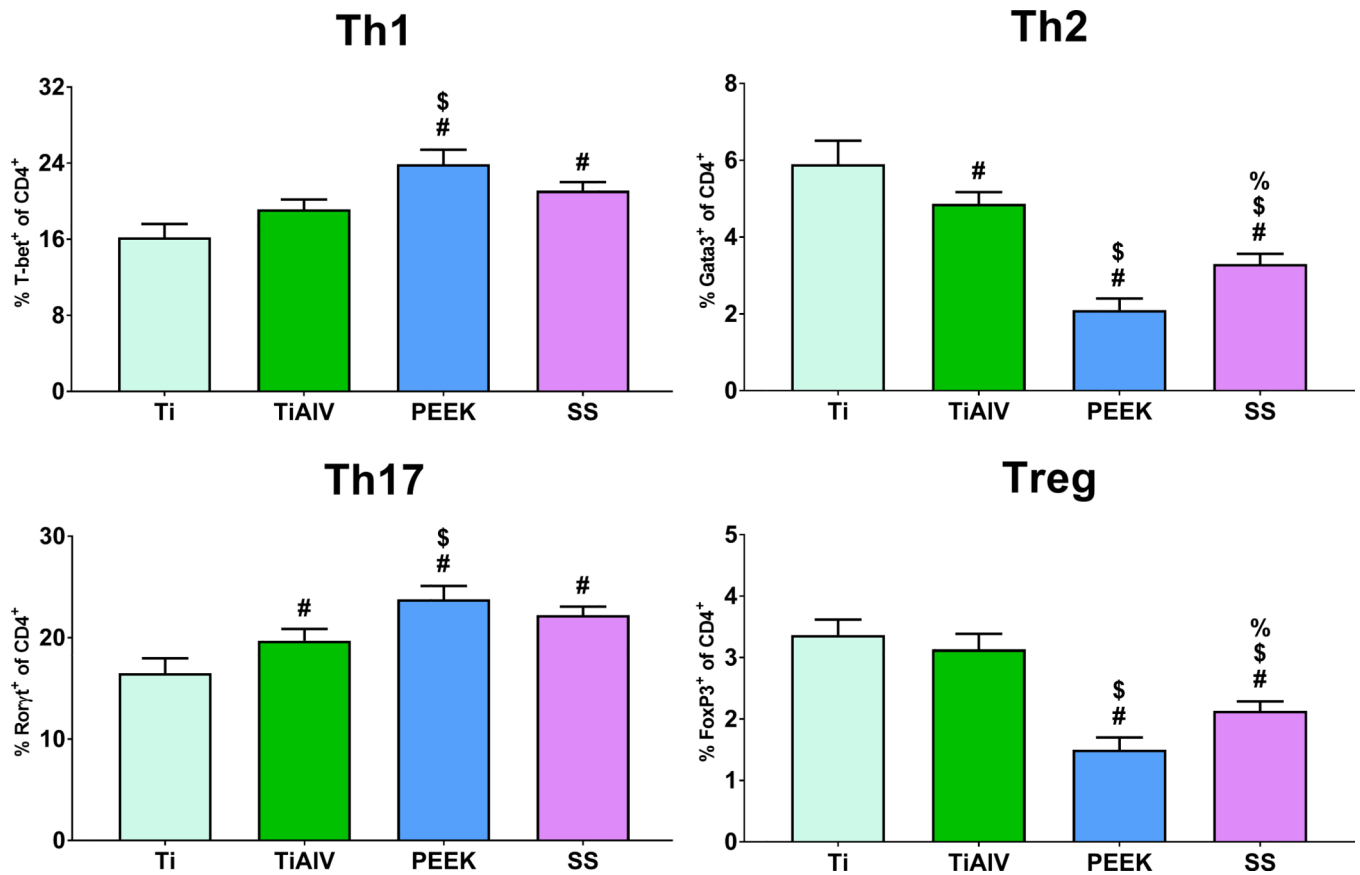 Th1
% T-bet⁺ of CD4⁺
32
24
16
8
0
$
#
#
Ti
TiAlV
PEEK
SS
Th2
% Gata3⁺ of CD4⁺
8
6
4
2
0
#
$
#
%
$
#
Ti
TiAlV
PEEK
SS
Th17
% Rorγt⁺ of CD4⁺
30
20
10
0
#
$
#
#
Ti
TiAlV
PEEK
SS
Treg
% FoxP3⁺ of CD4⁺
5
4
3
2
1
0
$
#
%
$
#
Ti
TiAlV
PEEK
SS